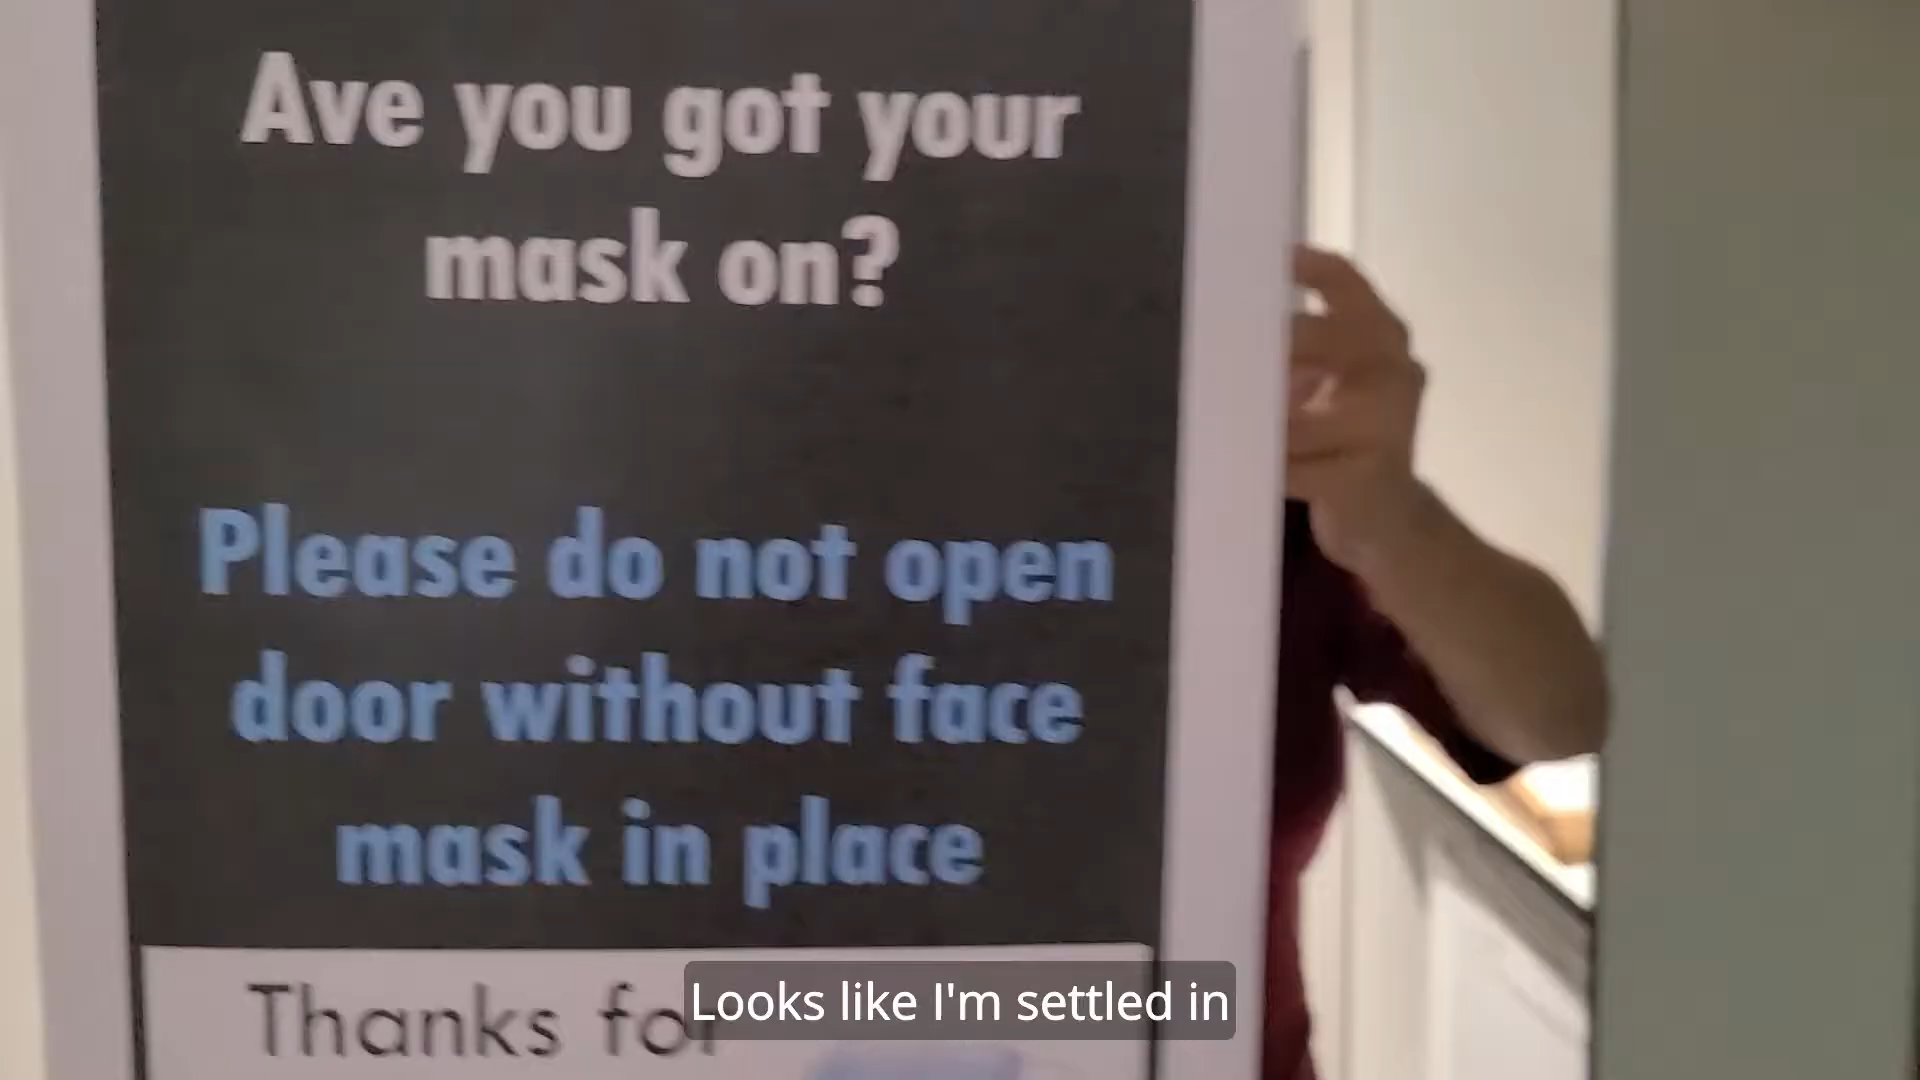 Ave you got your
mask on?
Please do not open
door without face
mask in place
Thanks for
Looks like I'm settled in